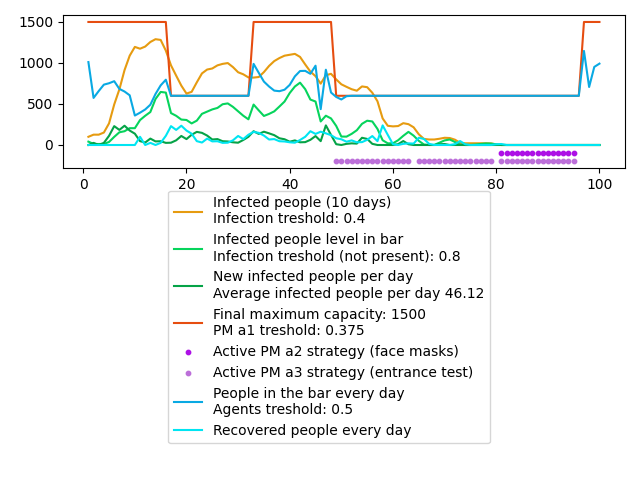 1500
1000
500
0
0 20 40 60 80 100
Infected people (10 days)
Infection treshold: 0.4
Infected people level in bar
Infection treshold (not present): 0.8
New infected people per day
Average infected people per day 46.12
Final maximum capacity: 1500
PM a1 treshold: 0.375
Active PM a2 strategy (face masks)
Active PM a3 strategy (entrance test)
People in the bar every day
Agents treshold: 0.5
Recovered people every day